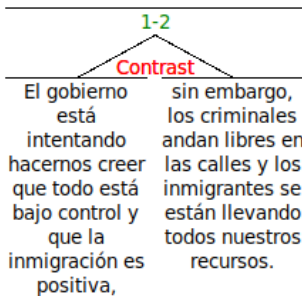 1-2
Contrast
El gobierno
está
intentando
hacernos creer
que todo está
bajo control y
que la
inmigración es
positiva,
sin embargo,
los criminales
andan libres en
las calles y los
inmigrantes se
están llevando
todos nuestros
recursos.